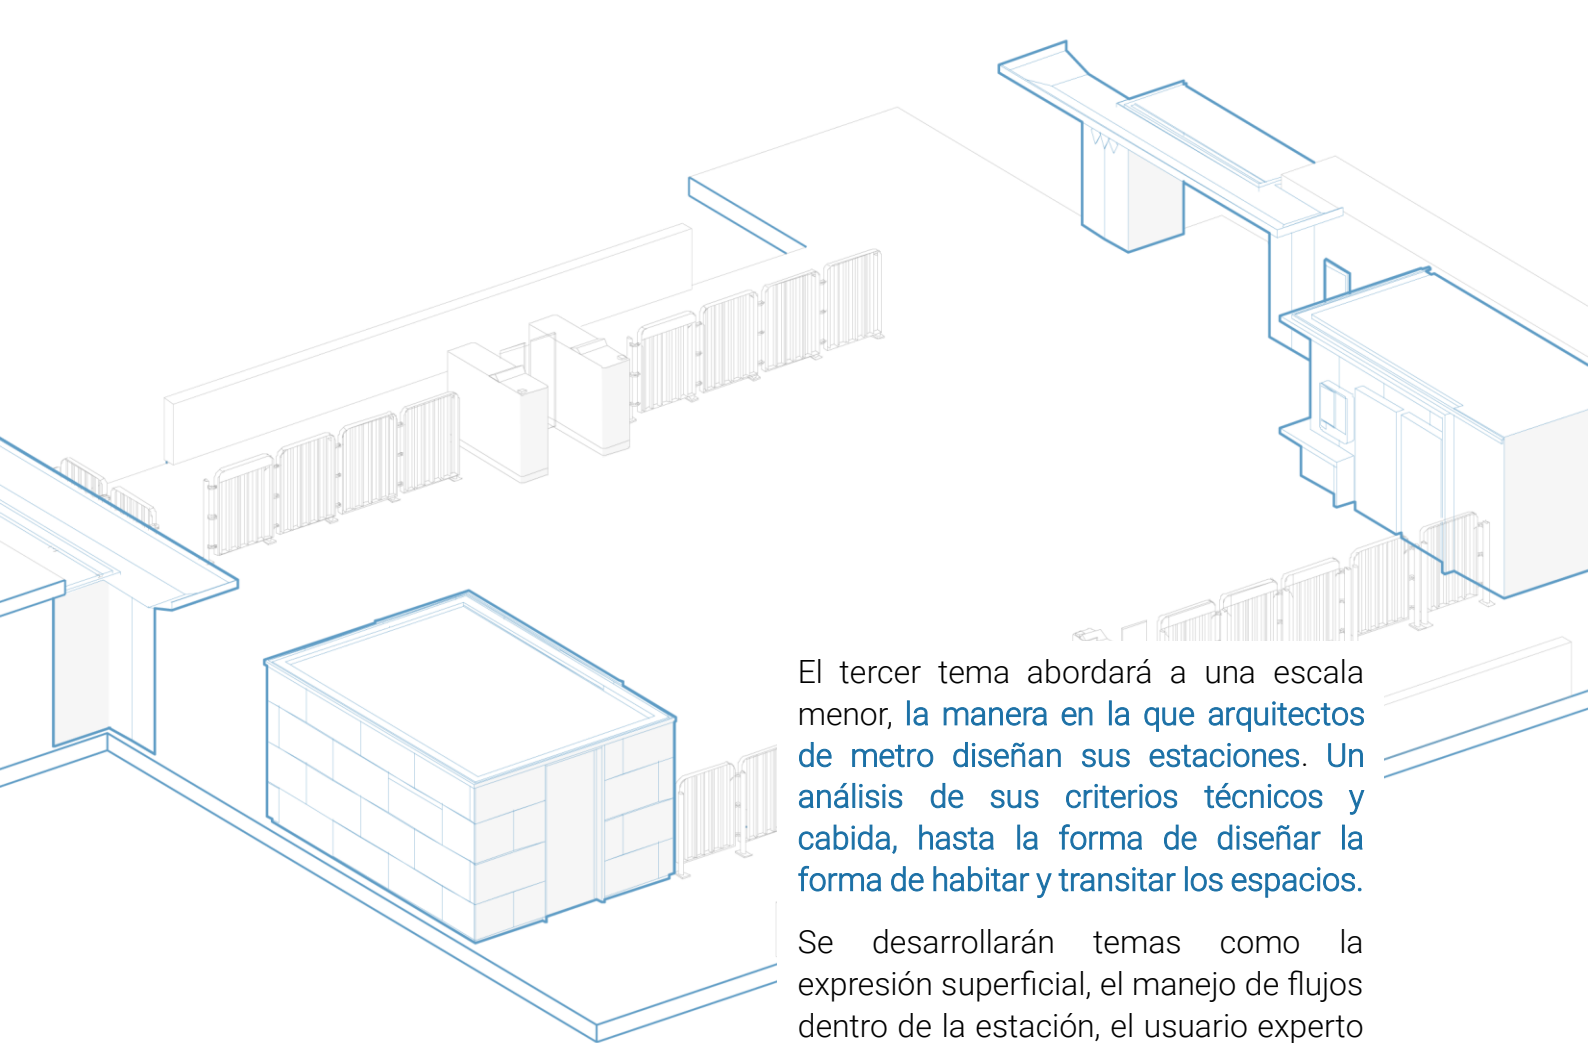 El tercer tema abordará a una escala
menor, la manera en la que arquitectos
de metro diseñan sus estaciones. Un
análisis de sus criterios técnicos y
cabida, hasta la forma de diseñar la
forma de habitar y transitar los espacios.
Se desarrollarán temas como la
expresión superficial, el manejo de flujos
dentro de la estación, el usuario experto